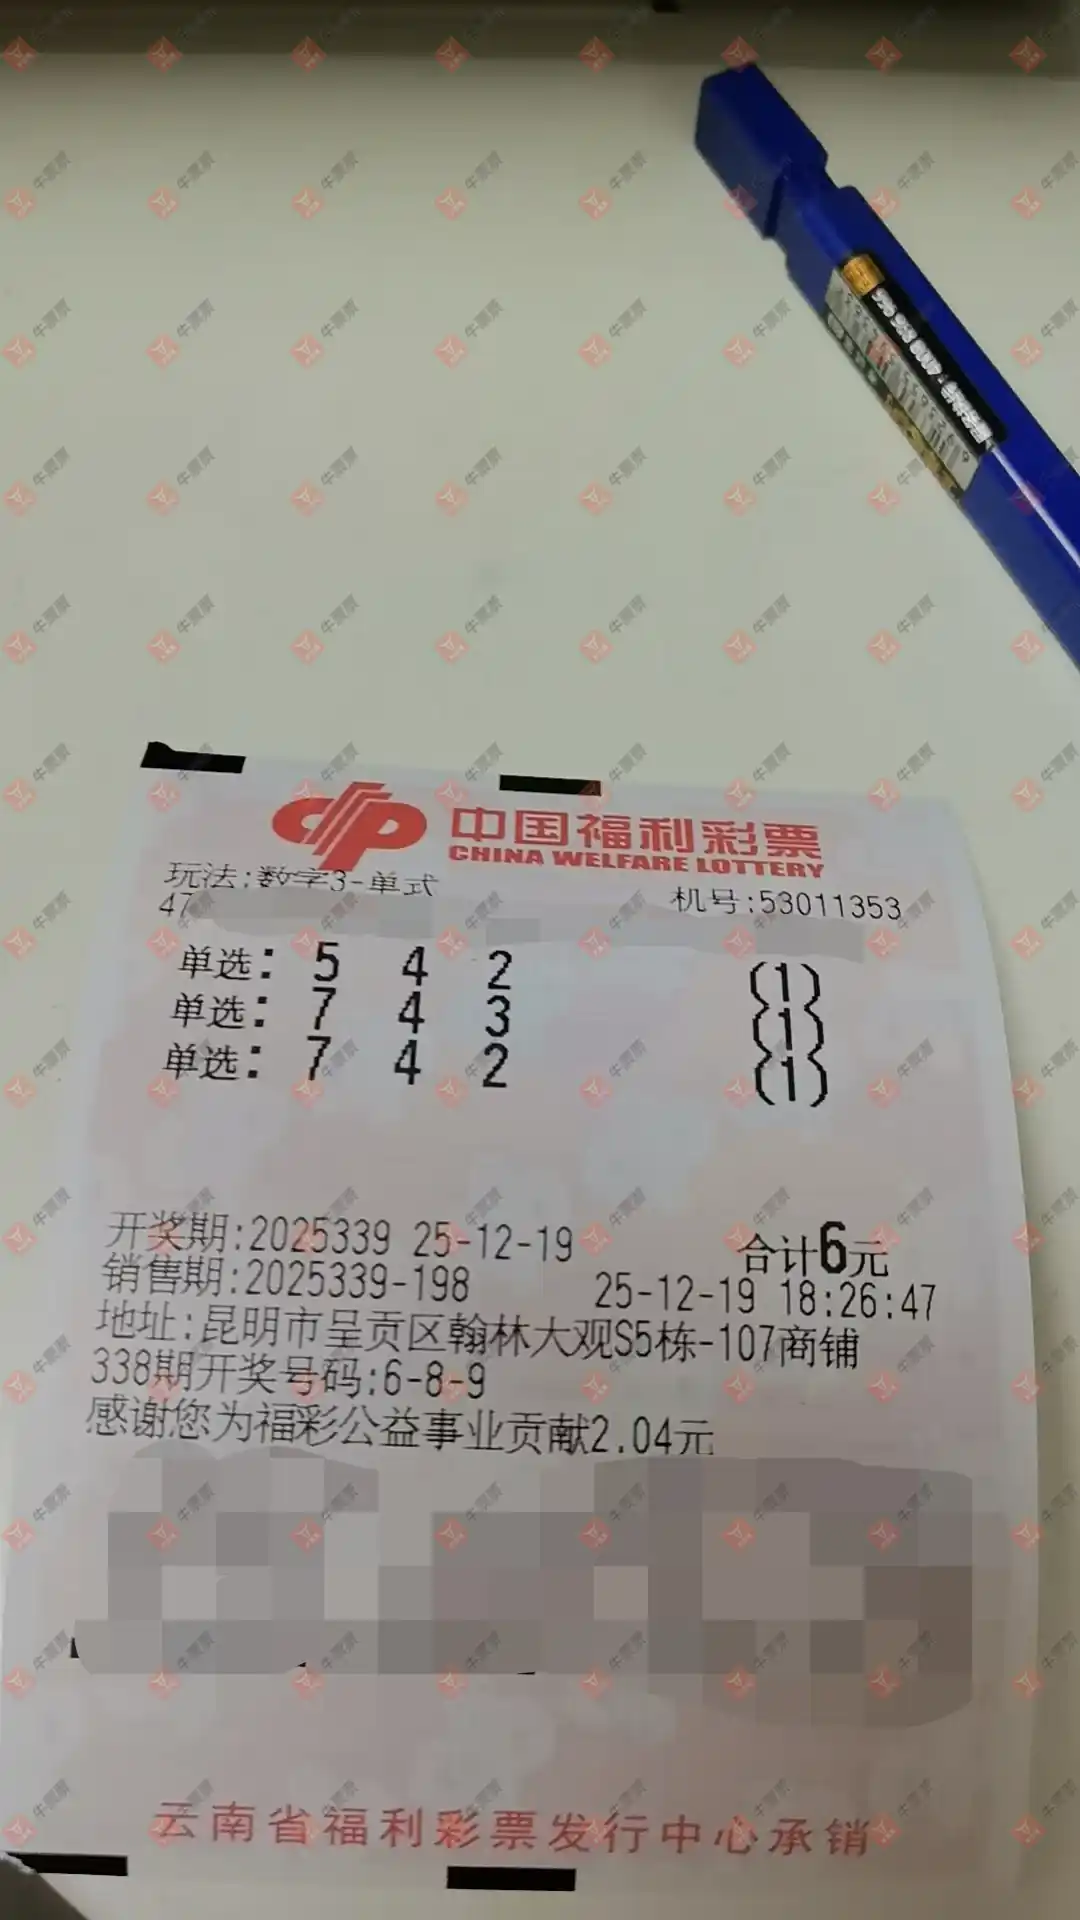 中国福利彩票
CHINA WELFARE LOTTERY
玩法:数字3-单式
机号:53011353
47
单选: 5 4 2 (1)
单选: 7 4 3 (1)
单选: 7 4 2 (1)
开奖期:2025339 25-12-19 合计6元
销售期:2025339-198 25-12-19 18:26:47
地址:昆明市呈贡区翰林大观S5栋-107商铺
338期开奖号码:6-8-9
感谢您为福彩公益事业贡献2.04元
云南省福利彩票发行中心承销